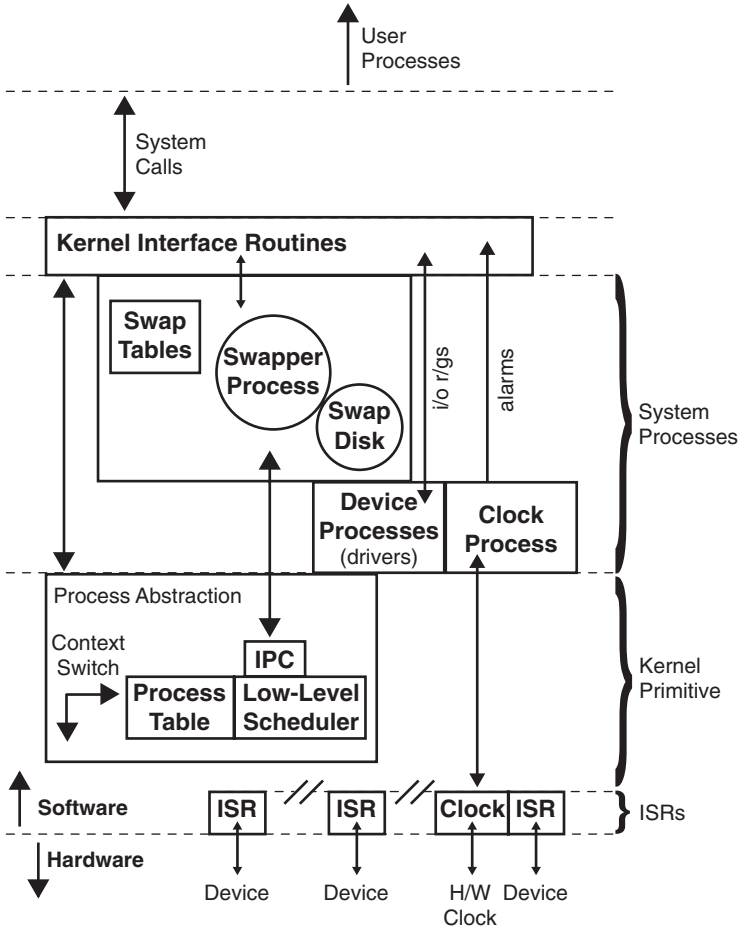 User
Processes
System
Calls
Kernel Interface Routines
Swap
Tables
Swapper
Process
Swap
Disk
i/o r/gs
alarms
System
Processes
Device
Processes
(drivers)
Clock
Process
Process Abstraction
Context
Switch
IPC
Process
Table
Low-Level
Scheduler
Kernel
Primitive
Software
ISR
ISR
Clock
ISR
ISRs
Hardware
Device
Device
H/W
Clock
Device